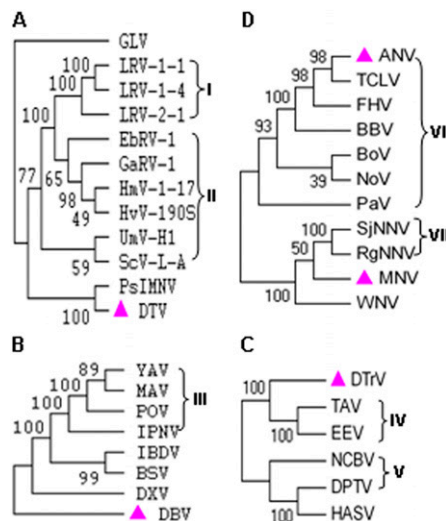 A
GLV
100
LRV-1-1
100
LRV-1-4
I
100
LRV-2-1
EbRV-1
GaRV-1
77
65
HmV-1-17
II
98
49
HvV-190S
UmV-H1
59
ScV-L-A
PsIMNV
100
DTV
B
89
YAV
100
MAV
100
POV
III
100
IPNV
IBDV
99
BSV
DXV
DBV
D
98
ANV
98
TCLV
100
FHV
93
BBV
VI
BoV
39
NoV
PaV
100
SjNNV
VII
50
RgNNV
MNV
100
WNV
C
DTrV
100
TAV
IV
100
EEV
NCBV
V
100
DPTV
100
HASV